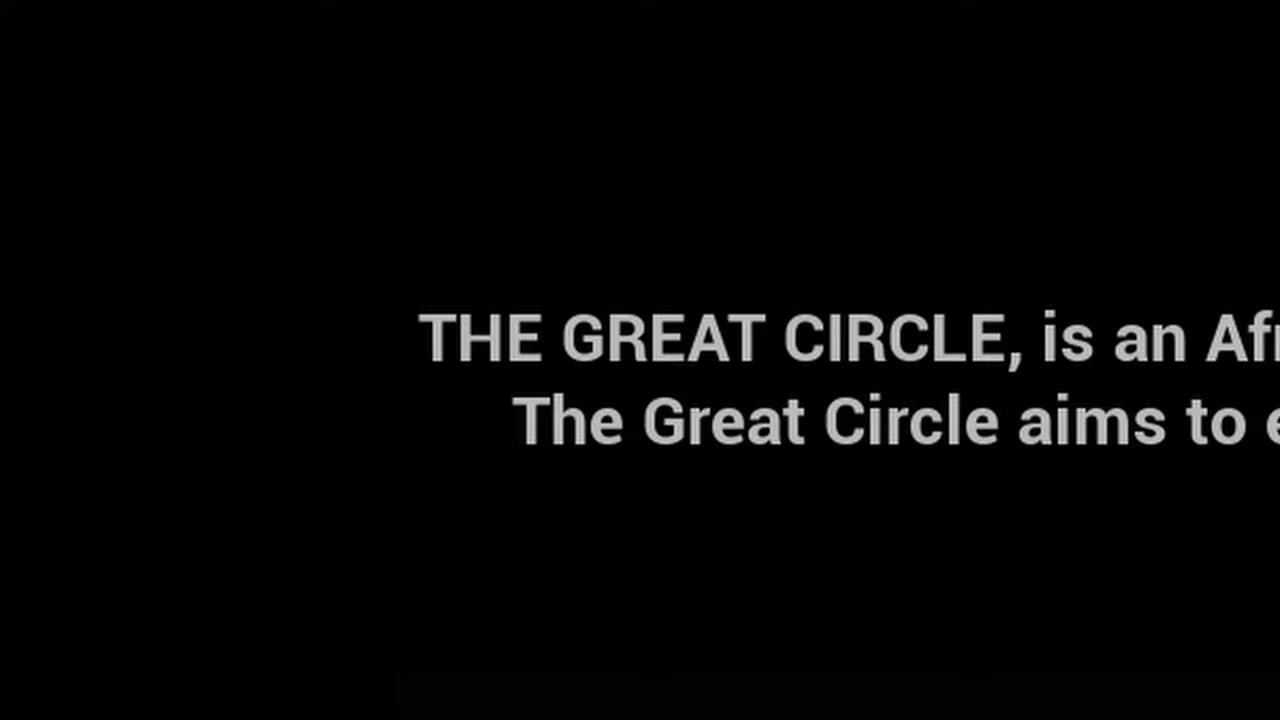 THE GREAT CIRCLE, is an
The Great Circle aims to